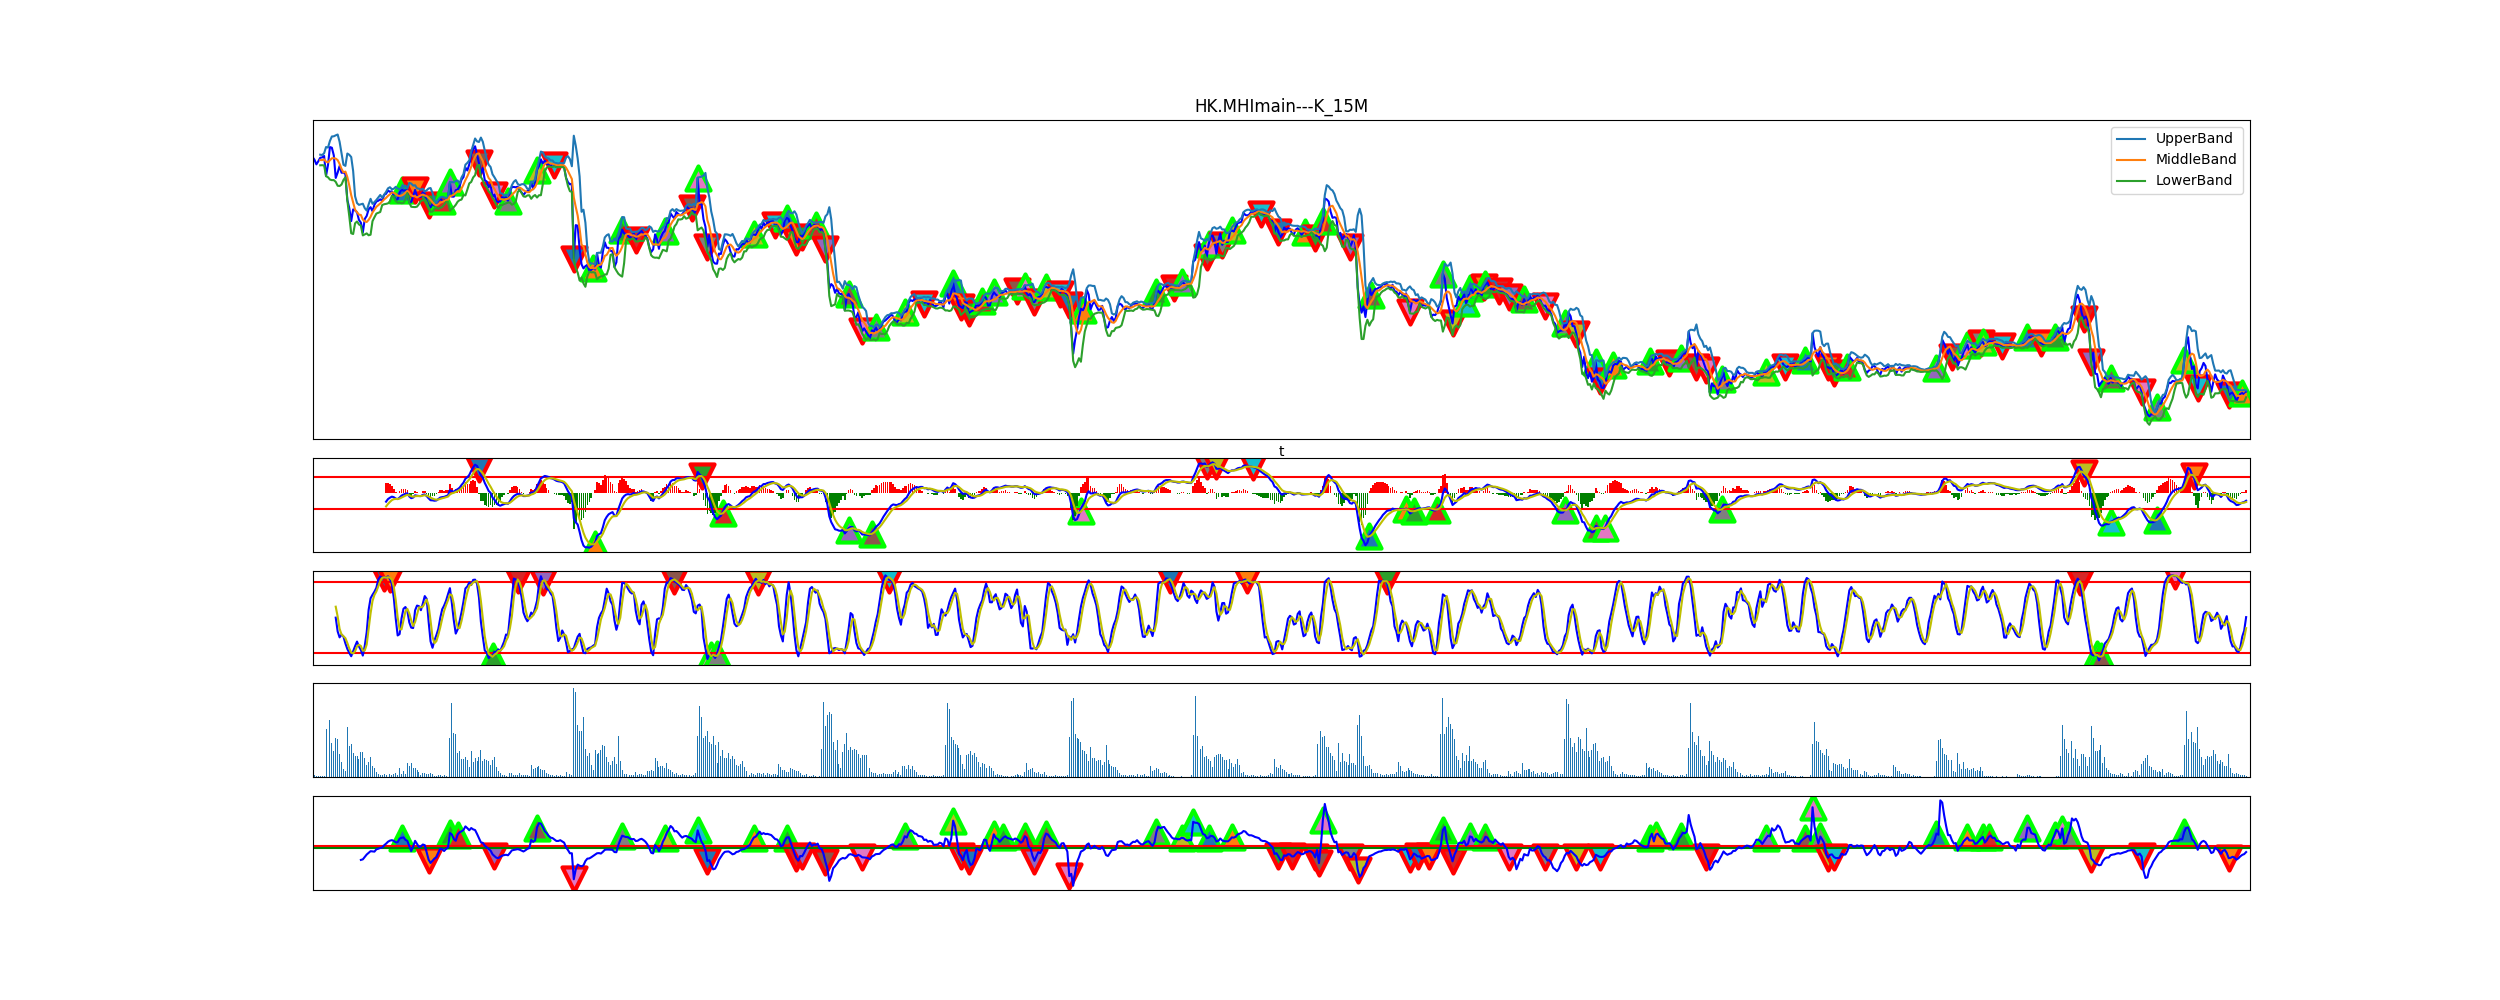 HK.MHImain---K_15M
UpperBand
MiddleBand
LowerBand
t